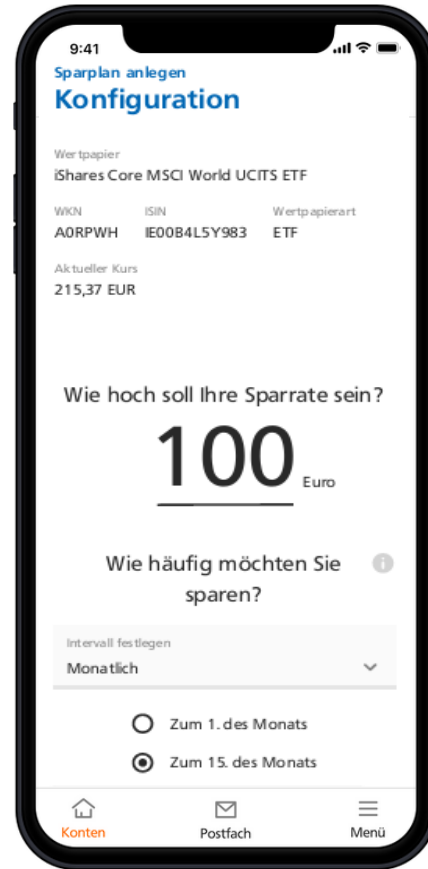 9:41
Sparplan anlegen
Konfiguration
Wertpapier
iShares Core MSCI World UCITS ETF
WKN ISIN Wertpapierart
A0RPWH IE00B4L5Y983 ETF
Aktueller Kurs
215,37 EUR
Wie hoch soll Ihre Sparrate sein?
100 Euro
Wie häufig möchten Sie
sparen?
Intervall festlegen
Monatlich
Zum 1. des Monats
Zum 15. des Monats
Konten Postfach Menü